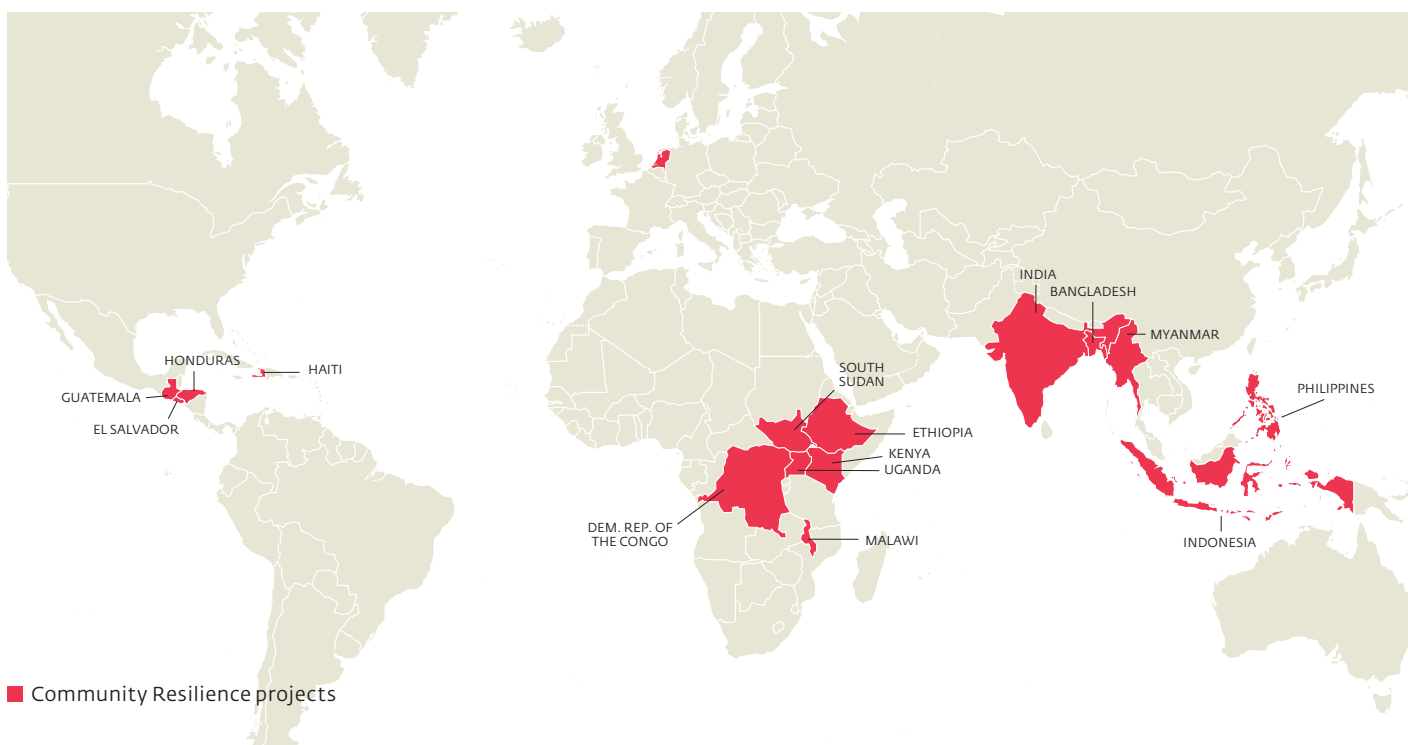 INDIA
BANGLADESH
MYANMAR
HONDURAS
HAITI
GUATEMALA
EL SALVADOR
SOUTH
SUDAN
PHILIPPINES
ETHIOPIA
KENYA
UGANDA
DEM. REP. OF
THE CONGO
MALAWI
INDONESIA
Community Resilience projects